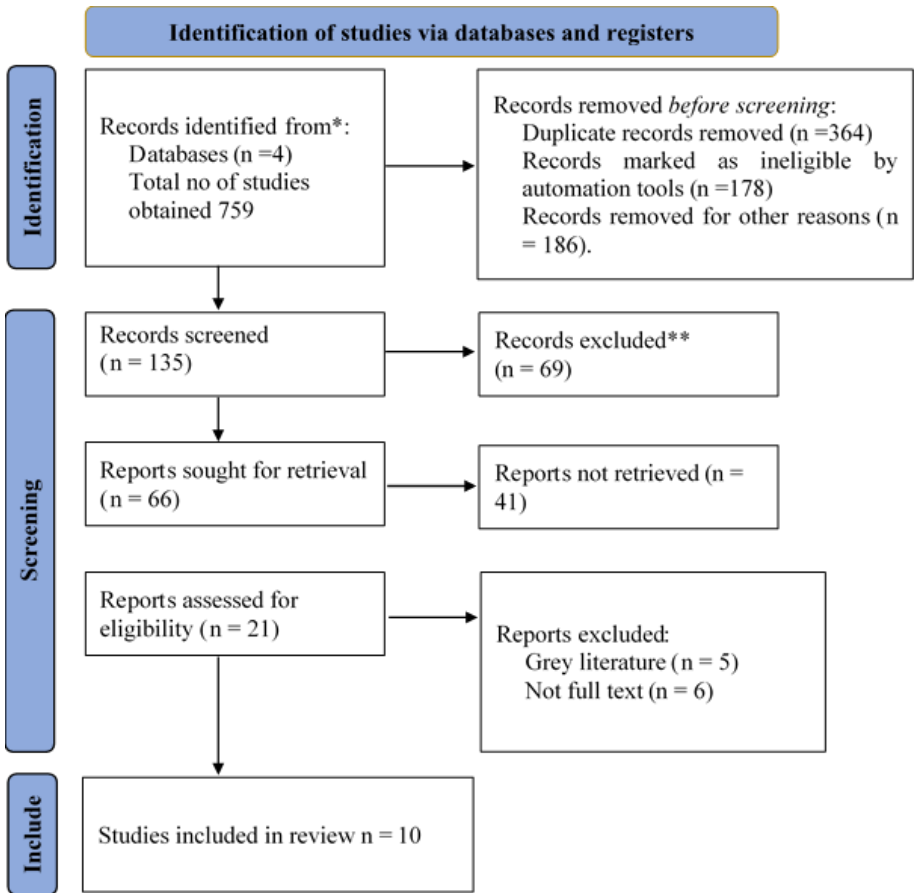 Identification of studies via databases and registers
Identification
Records identified from*:
Databases (n =4)
Total no of studies
obtained 759
Records removed before screening:
Duplicate records removed (n =364)
Records marked as ineligible by
automation tools (n =178)
Records removed for other reasons (n
= 186).
Screening
Records screened
(n = 135)
Records excluded**
(n = 69)
Reports sought for retrieval
(n = 66)
Reports not retrieved (n =
41)
Reports assessed for
eligibility (n = 21)
Reports excluded:
Grey literature (n = 5)
Not full text (n = 6)
Include
Studies included in review n = 10